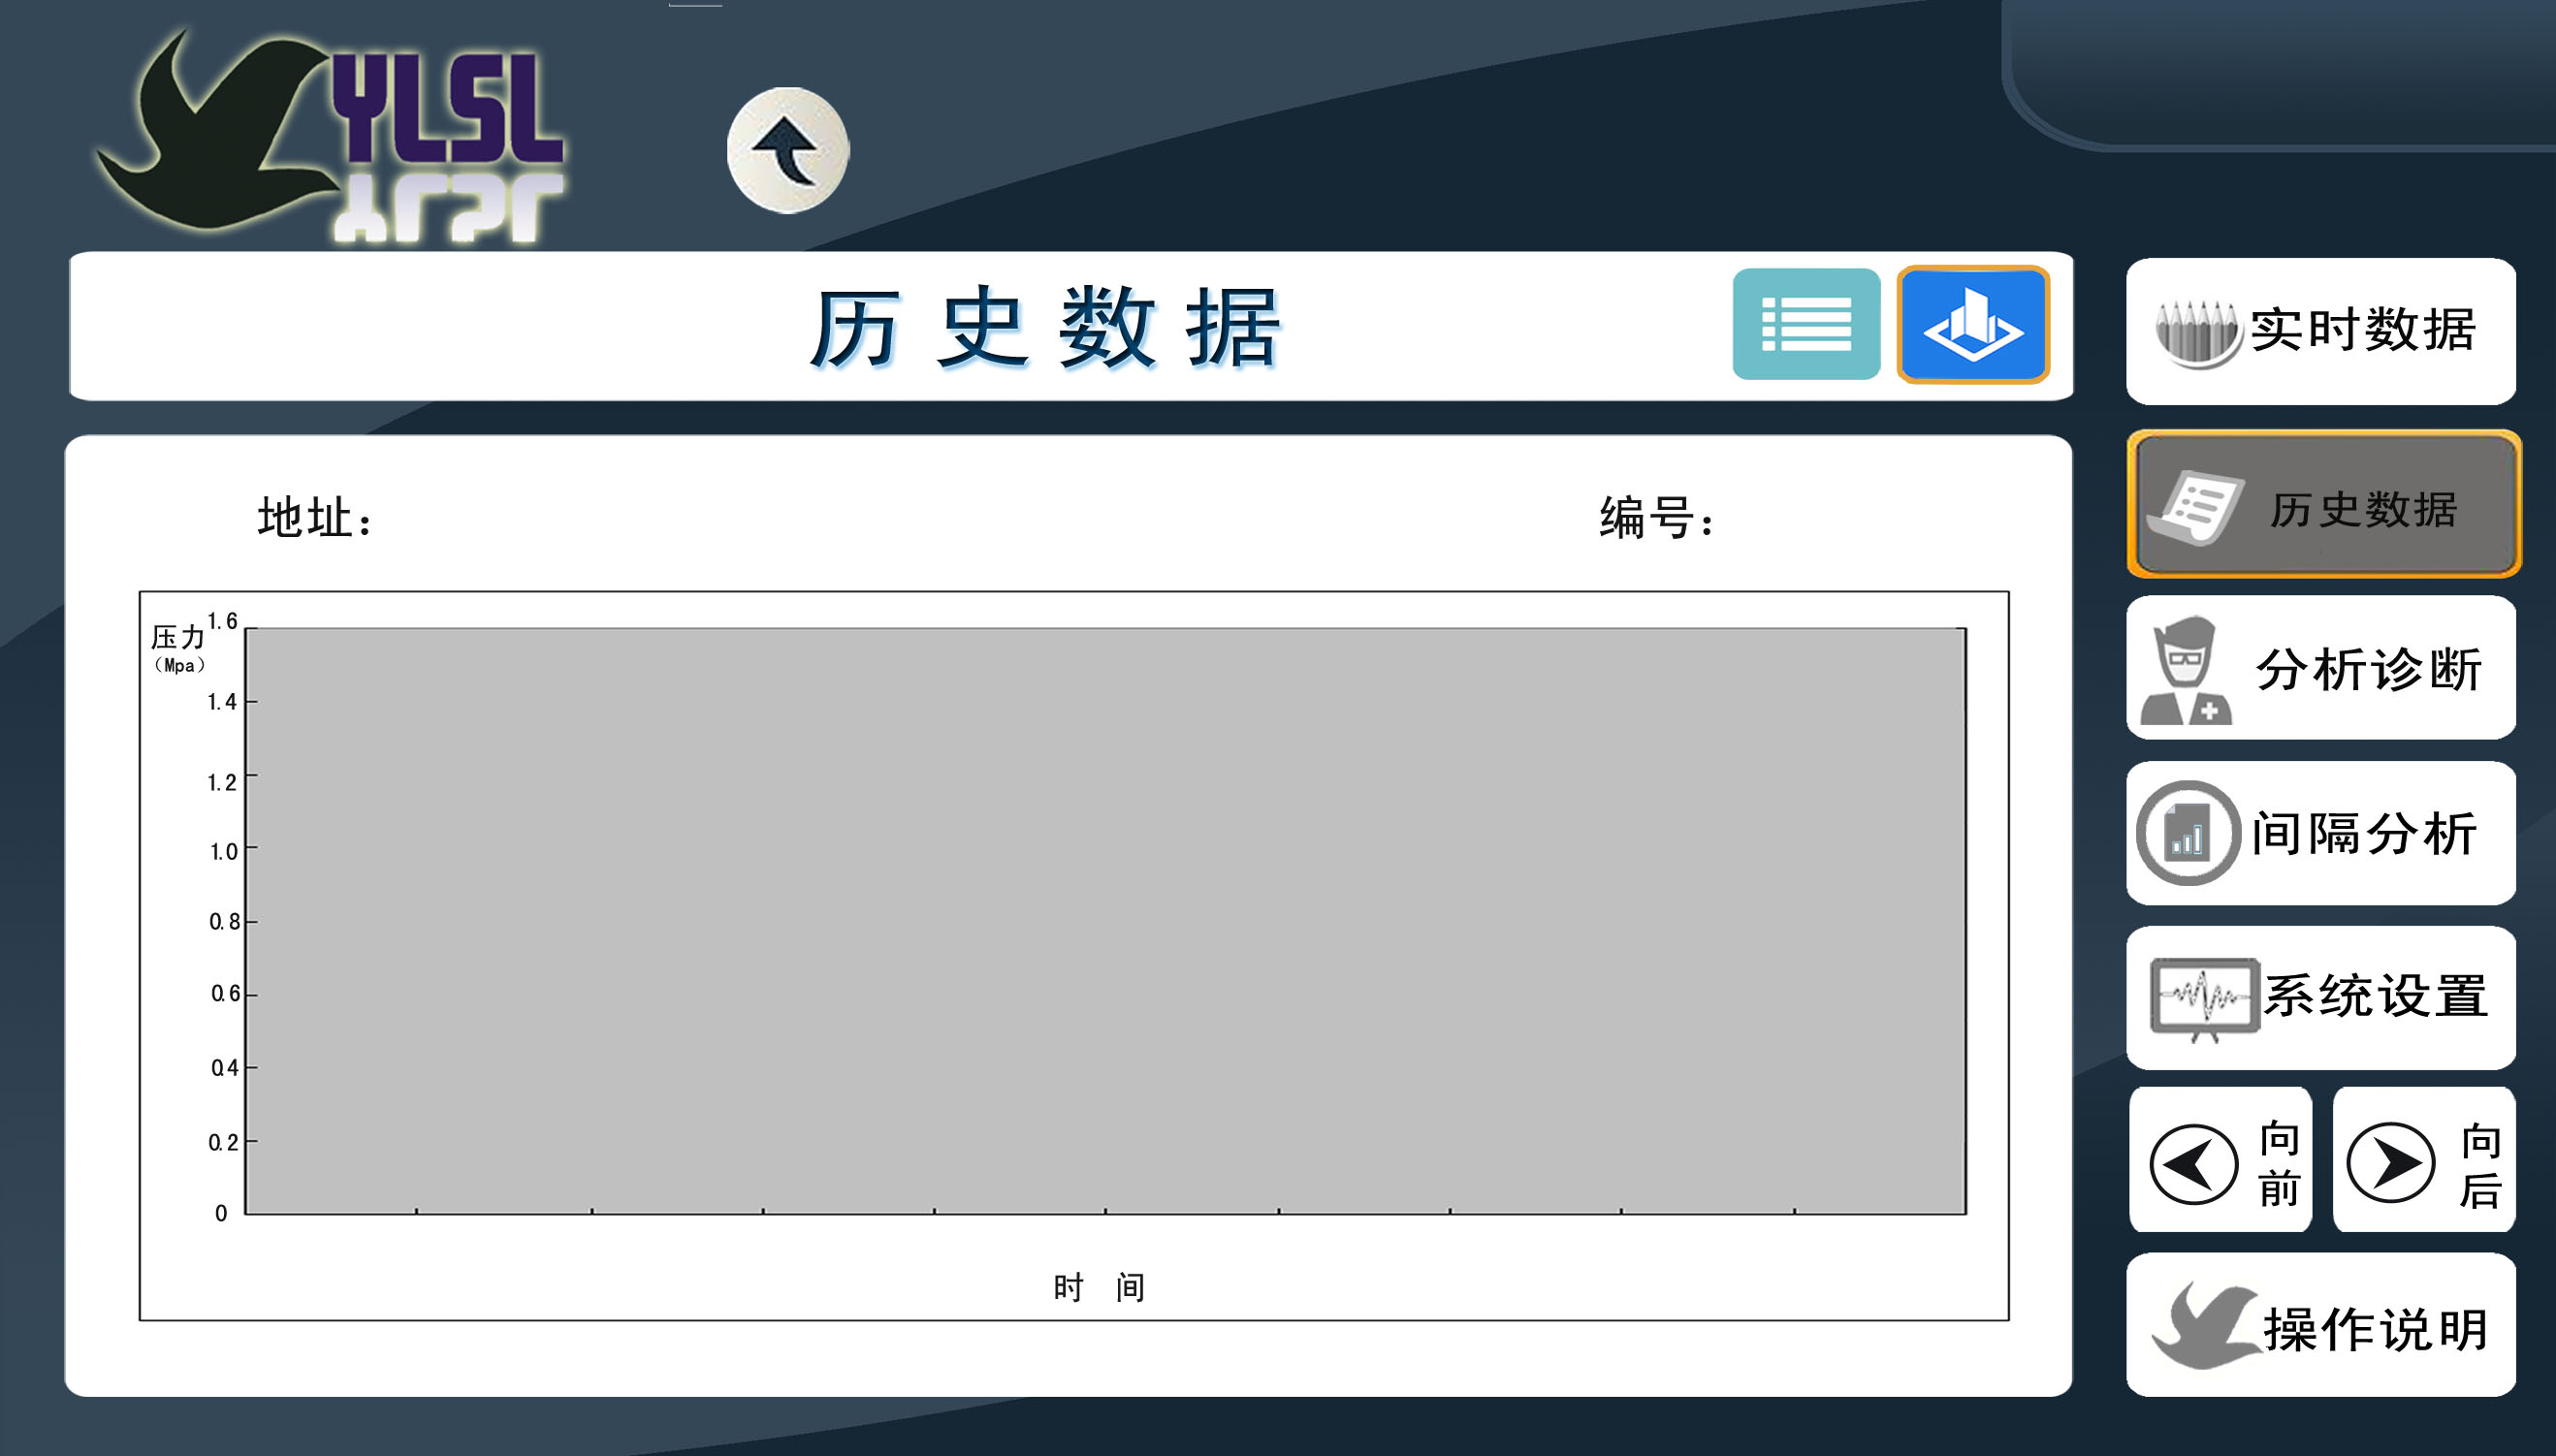 YLSL
历史数据
实时数据
历史数据
分析诊断
间隔分析
系统设置
向前
向后
操作说明
地址：
编号：
压力
（Mpa）
1.6
1.4
1.2
1.0
0.8
0.6
0.4
0.2
0
时 间